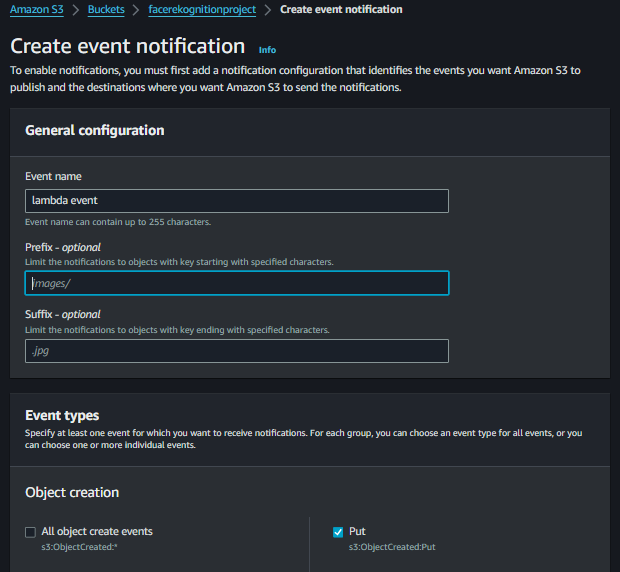 Amazon S3 > Buckets > facerekognitionproject > Create event notification
Create event notification Info
To enable notifications, you must first add a notification configuration that identifies the events you want Amazon S3 to
publish and the destinations where you want Amazon S3 to send the notifications.
General configuration
Event name
lambda event
Event name can contain up to 255 characters.
Prefix - optional
Limit the notifications to objects with key starting with specified characters.
images/
Suffix - optional
Limit the notifications to objects with key ending with specified characters.
.jpg
Event types
Specify at least one event for which you want to receive notifications. For each group, you can choose an event type for all events, or you
can choose one or more individual events.
Object creation
All object create events
s3:ObjectCreated:*
Put
s3:ObjectCreated:Put